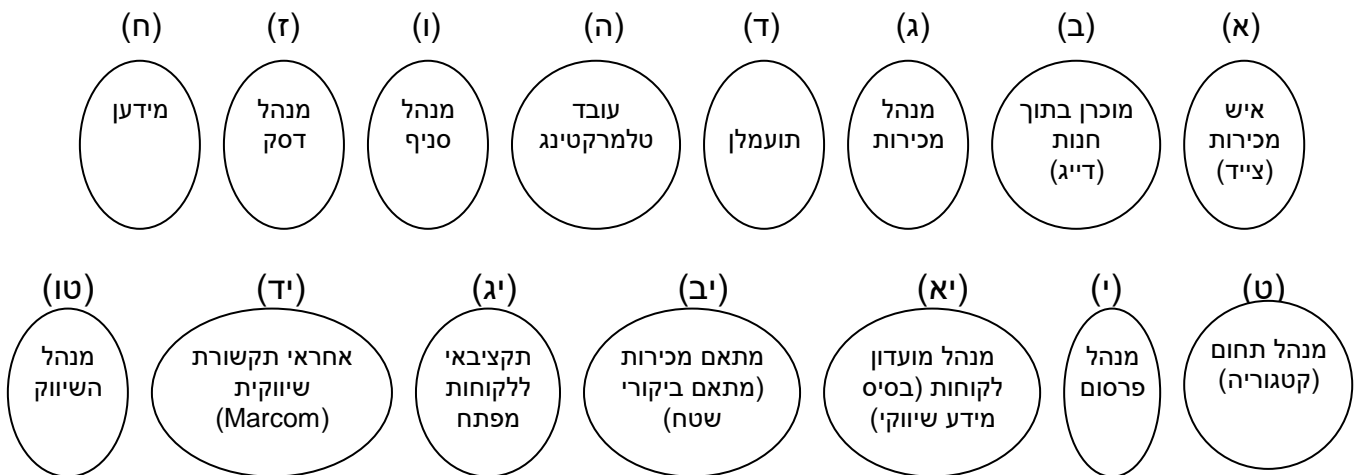 (א) (ב) (ג) (ד) (ה) (ו) (ז) (ח)
איש
מכירות
(צייד)
מוכרן בתוך
חנות
(דייג)
מנהל
מכירות
תועמלן
עובד
טלמרקטינג
מנהל
סניף
מנהל
דסק
מידען
(ט) (י) (יא) (יב) (יג) (יד) (טו)
מנהל תחום
(קטגוריה)
מנהל
פרסום
מנהל מועדון
לקוחות (בסיס
מידע שיווקי)
מתאם מכירות
(מתאם ביקורי
שטח)
תקציבאי
ללקוחות
מפתח
אחראי תקשורת
שיווקית
(Marcom)
מנהל
השיווק